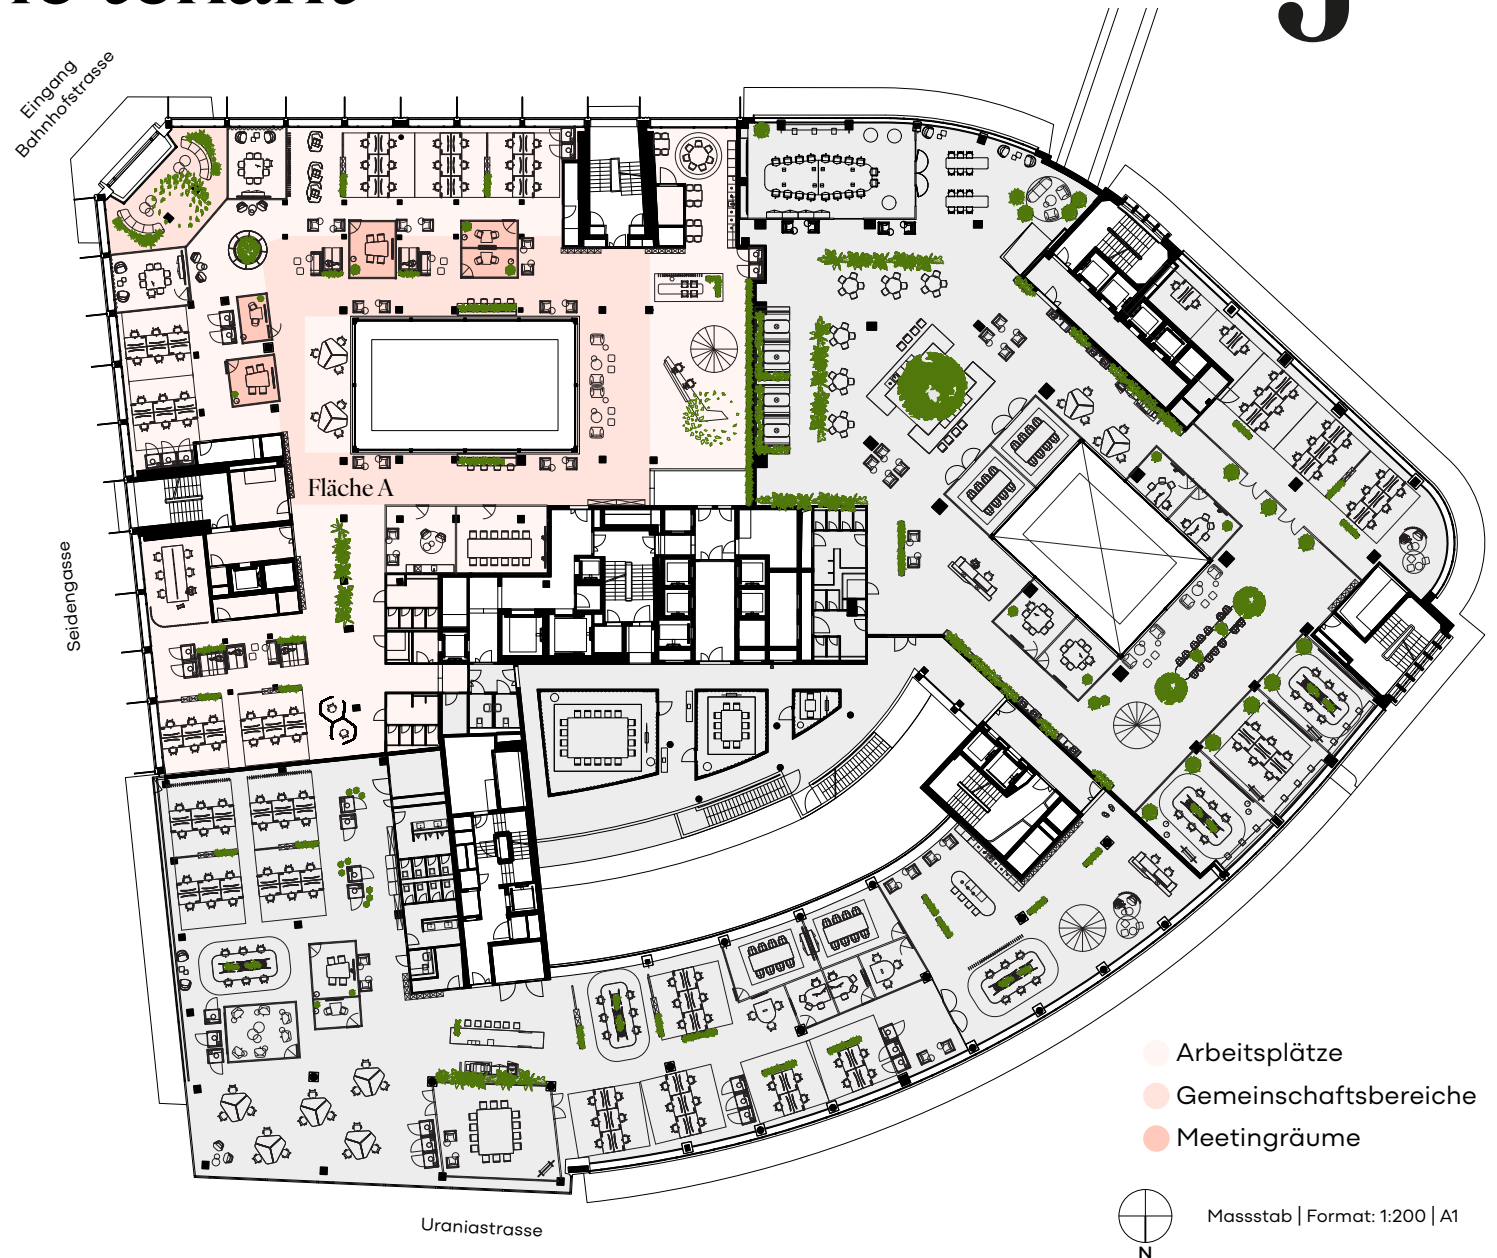 Eingang
Bahnhofstrasse
Fläche A
Seidengasse
Arbeitsplätze
Gemeinschaftsbereiche
Meetingräume
Uraniastrasse
Massstab | Format: 1:200 | A1
N